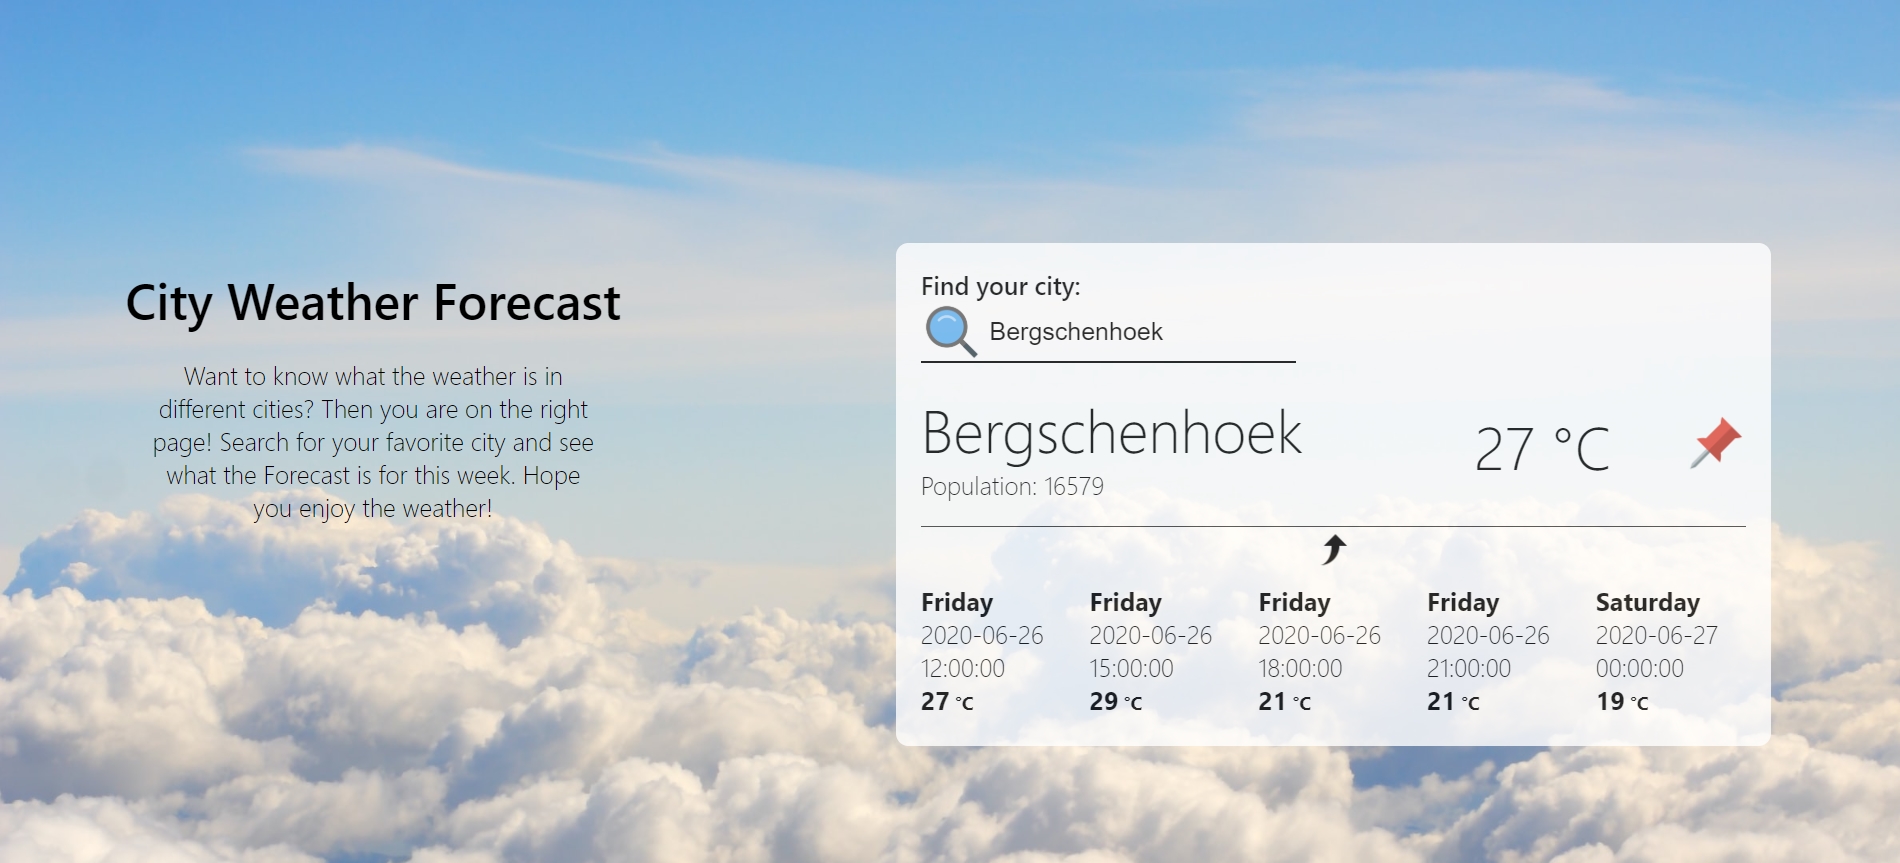 City Weather Forecast
Want to know what the weather is in
different cities? Then you are on the right
page! Search for your favorite city and see
what the Forecast is for this week. Hope
you enjoy the weather!
Find your city:
Bergschenhoek
Bergschenhoek
27 °C
Population: 16579
Friday
2020-06-26
12:00:00
27 °C
Friday
2020-06-26
15:00:00
29 °C
Friday
2020-06-26
18:00:00
21 °C
Friday
2020-06-26
21:00:00
21 °C
Saturday
2020-06-27
00:00:00
19 °C